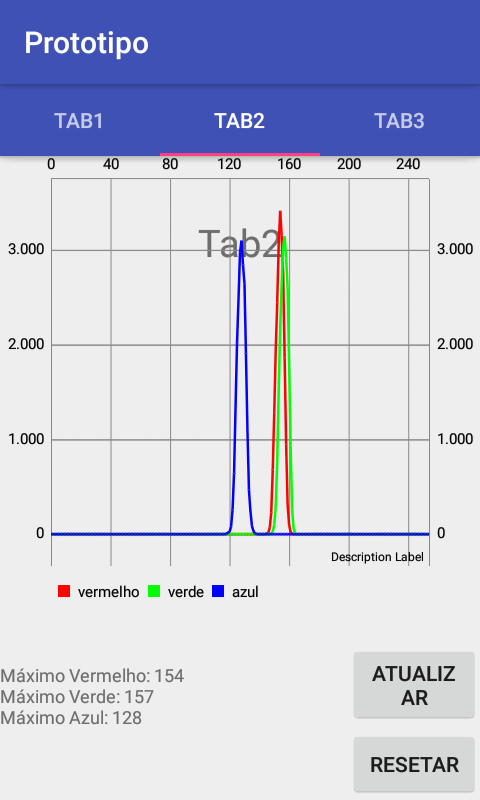 Prototipo
TAB1 TAB2 TAB3
0 40 80 120 160 200 240
Tab2
3.000 3.000
2.000 2.000
1.000 1.000
0 0
Description Label
vermelho verde azul
Máximo Vermelho: 154
Máximo Verde: 157
Máximo Azul: 128
ATUALIZ
AR
RESETAR